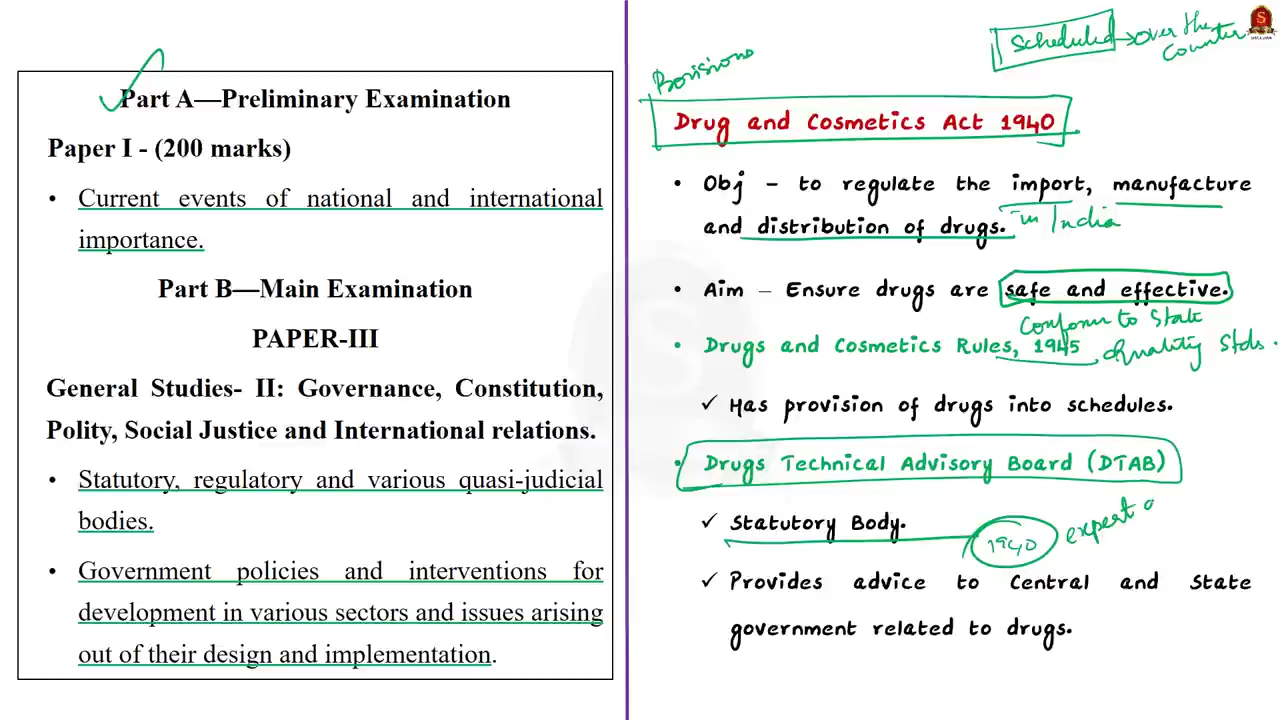 Part A—Preliminary Examination
Paper I - (200 marks)
• Current events of national and international
importance.
Part B—Main Examination
PAPER-III
General Studies- II: Governance, Constitution,
Polity, Social Justice and International relations.
• Statutory, regulatory and various quasi-judicial
bodies.
• Government policies and interventions for
development in various sectors and issues arising
out of their design and implementation.
Scheduled → over the
Counter
Provisions
Drug and Cosmetics Act 1940
• Obj - to regulate the import, manufacture
and distribution of drugs. in India
• Aim – Ensure drugs are safe and effective.
Conform to State
• Drugs and Cosmetics Rules, 1945 Quality Stds.
✓ Has provision of drugs into schedules.
• Drugs Technical Advisory Board (DTAB)
✓ Statutory Body.
1940 expert
✓ Provides advice to Central and State
government related to drugs.